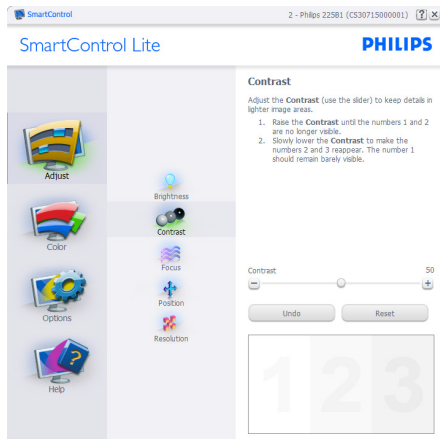 SmartControl
2 - Philips 225B1 (CS30715000001) ? X
SmartControl Lite
PHILIPS
Adjust
Color
Options
Help
Brightness
Contrast
Focus
Position
Resolution
Contrast
Adjust the Contrast (use the slider) to keep details in
lighter image areas.
1. Raise the Contrast until the numbers 1 and 2
are no longer visible.
2. Slowly lower the Contrast to make the
numbers 2 and 3 reappear. The number 1
should remain barely visible.
Contrast 50
Undo Reset
1 2 3